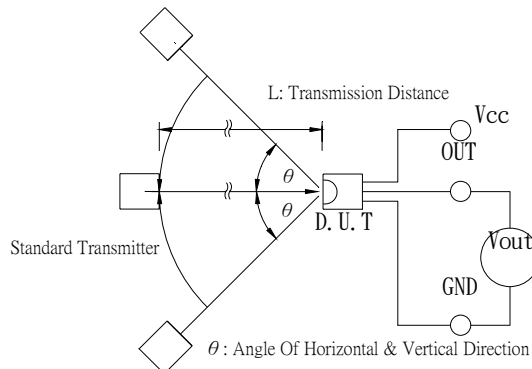 L: Transmission Distance
Vcc
OUT
θ
θ
D.U.T
Standard Transmitter
Vout
GND
θ : Angle Of Horizontal & Vertical Direction